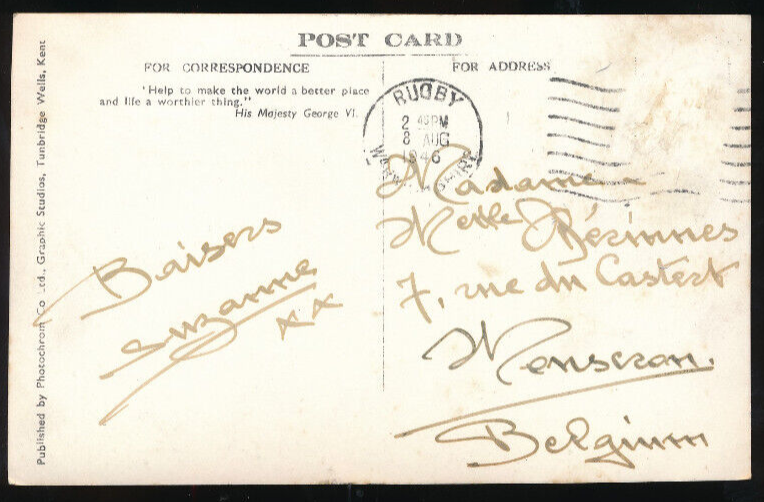 POST CARD
FOR CORRESPONDENCE
FOR ADDRESS
"Help to make the world a better place
and life a worthier thing."
His Majesty George VI.
RUGBY
2 45PM
8 AUG
1946
Madame
Melle Dérinnes
7, rue du Castert
Menscron.
Belgium
Baisers
Suzanne
xx
Published by Photochrom Co. Ltd., Graphic Studios, Tunbridge Wells, Kent